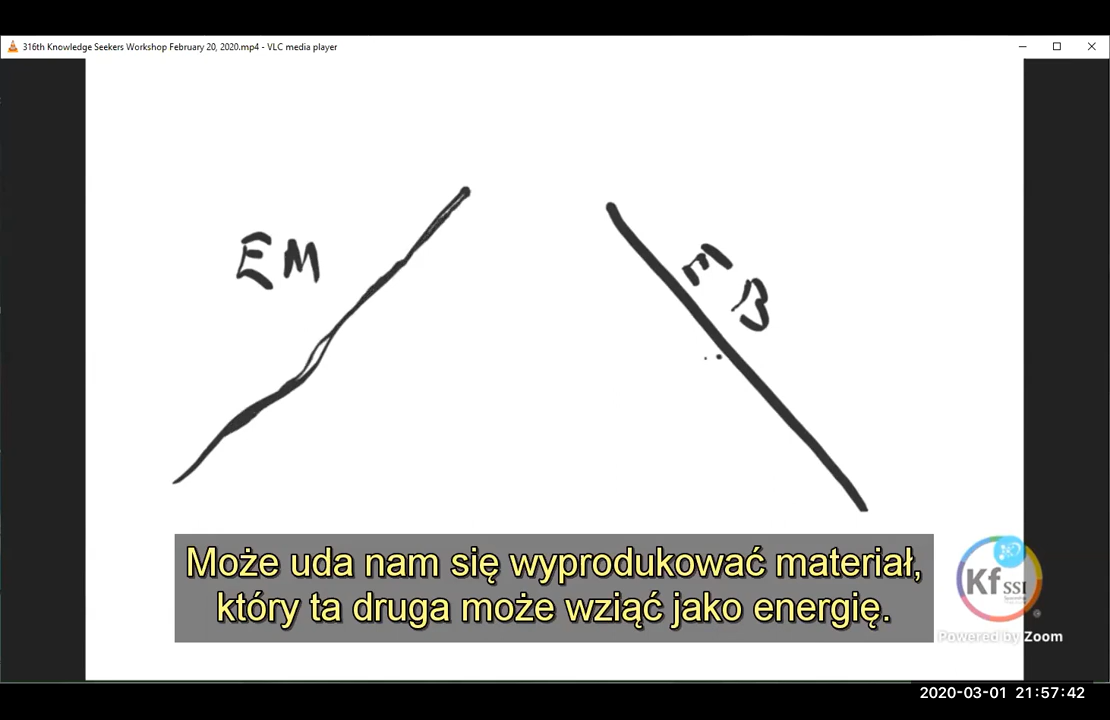 316th Knowledge Seekers Workshop February 20, 2020.mp4 - VLC media player
EM
EB
Może uda nam się wyprodukować materiał,
który ta druga może wziąć jako energię.
Kf SSI
Powered by Zoom
2020-03-01 21:57:42